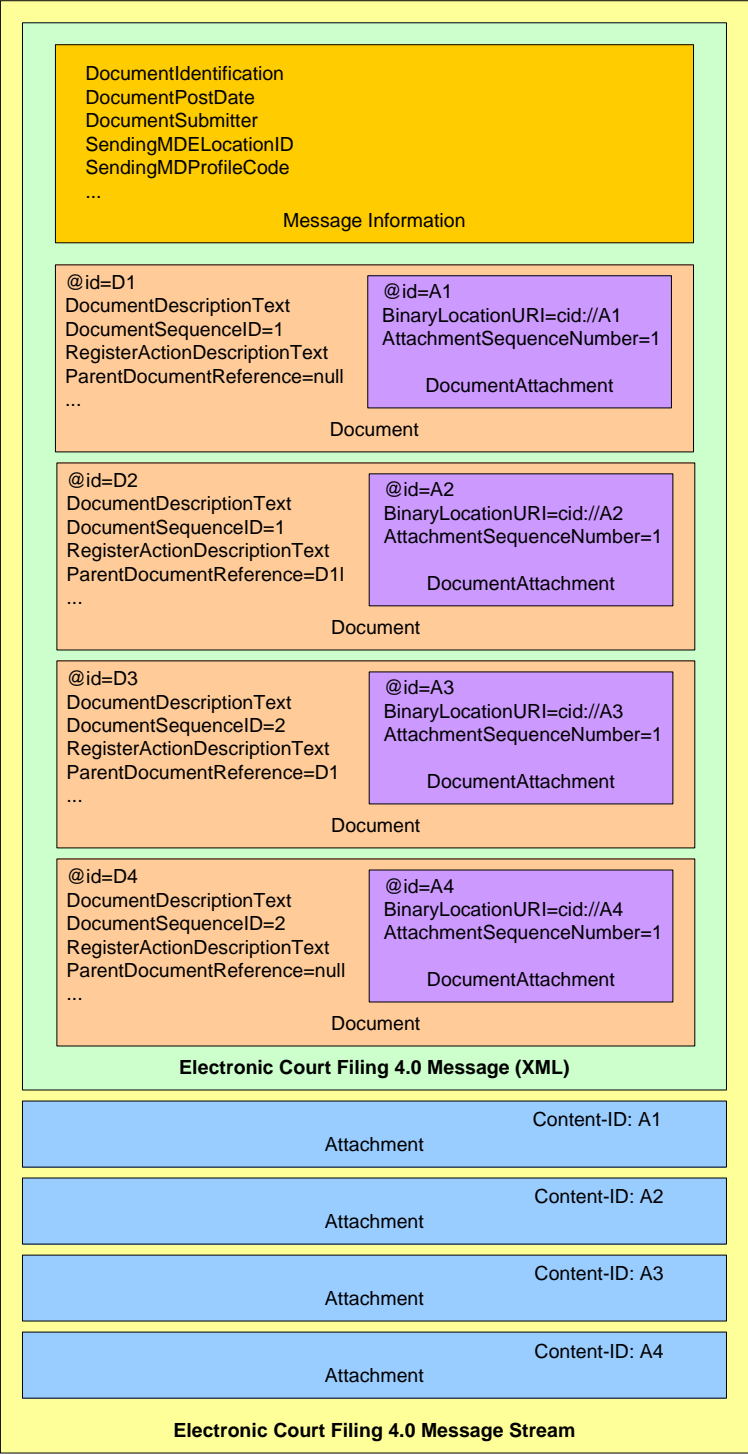 DocumentIdentification
DocumentPostDate
DocumentSubmitter
SendingMDELocationID
SendingMDProfileCode
...
Message Information
@id=D1
DocumentDescriptionText
DocumentSequenceID=1
RegisterActionDescriptionText
ParentDocumentReference=null
...
@id=A1
BinaryLocationURI=cid://A1
AttachmentSequenceNumber=1
DocumentAttachment
Document
@id=D2
DocumentDescriptionText
DocumentSequenceID=1
RegisterActionDescriptionText
ParentDocumentReference=D1l
...
@id=A2
BinaryLocationURI=cid://A2
AttachmentSequenceNumber=1
DocumentAttachment
Document
@id=D3
DocumentDescriptionText
DocumentSequenceID=2
RegisterActionDescriptionText
ParentDocumentReference=D1
...
@id=A3
BinaryLocationURI=cid://A3
AttachmentSequenceNumber=1
DocumentAttachment
Document
@id=D4
DocumentDescriptionText
DocumentSequenceID=2
RegisterActionDescriptionText
ParentDocumentReference=null
...
@id=A4
BinaryLocationURI=cid://A4
AttachmentSequenceNumber=1
DocumentAttachment
Document
Electronic Court Filing 4.0 Message (XML)
Content-ID: A1
Attachment
Content-ID: A2
Attachment
Content-ID: A3
Attachment
Content-ID: A4
Attachment
Electronic Court Filing 4.0 Message Stream